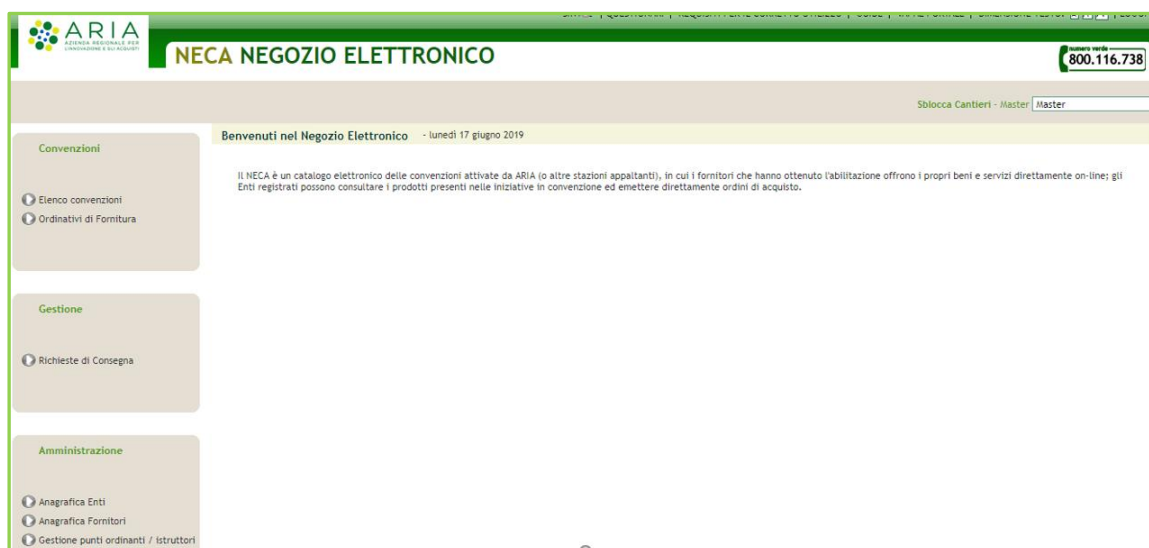 ARIA
AZIENDA REGIONALE PER
L'INNOVAZIONE E GLI ACQUISTI
NECA NEGOZIO ELETTRONICO
numero verde
800.116.738
Sblocca Cantieri - Master Master
Benvenuti nel Negozio Elettronico - lunedì 17 giugno 2019
Il NECA è un catalogo elettronico delle convenzioni attivate da ARIA (o altre stazioni appaltanti), in cui i fornitori che hanno ottenuto l'abilitazione offrono i propri beni e servizi direttamente on-line; gli
Enti registrati possono consultare i prodotti presenti nelle iniziative in convenzione ed emettere direttamente ordini di acquisto.
Convenzioni
Elenco convenzioni
Ordinativi di Fornitura
Gestione
Richieste di Consegna
Amministrazione
Anagrafica Enti
Anagrafica Fornitori
Gestione punti ordinanti / istruttori